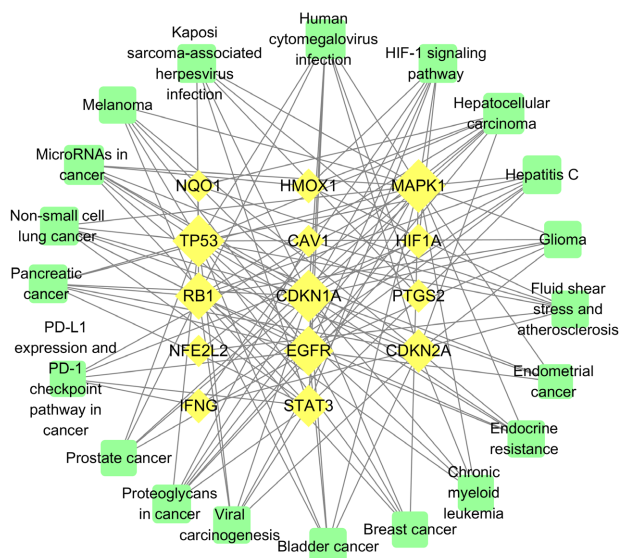 Human
cytomegalovirus
infection
Kaposi
sarcoma-associated
herpesvirus
infection
HIF-1 signaling
pathway
Melanoma
Hepatocellular
carcinoma
MicroRNAs in
cancer
NQO1
HMOX1
MAPK1
Hepatitis C
Non-small cell
lung cancer
TP53
CAV1
HIF1A
Glioma
Pancreatic
cancer
RB1
CDKN1A
PTGS2
Fluid shear
stress and
atherosclerosis
PD-L1
expression and
PD-1
checkpoint
pathway in
cancer
NFE2L2
EGFR
CDKN2A
Endometrial
cancer
IFNG
STAT3
Endocrine
resistance
Prostate cancer
Proteoglycans
in cancer
Viral
carcinogenesis
Bladder cancer
Breast cancer
Chronic
myeloid
leukemia